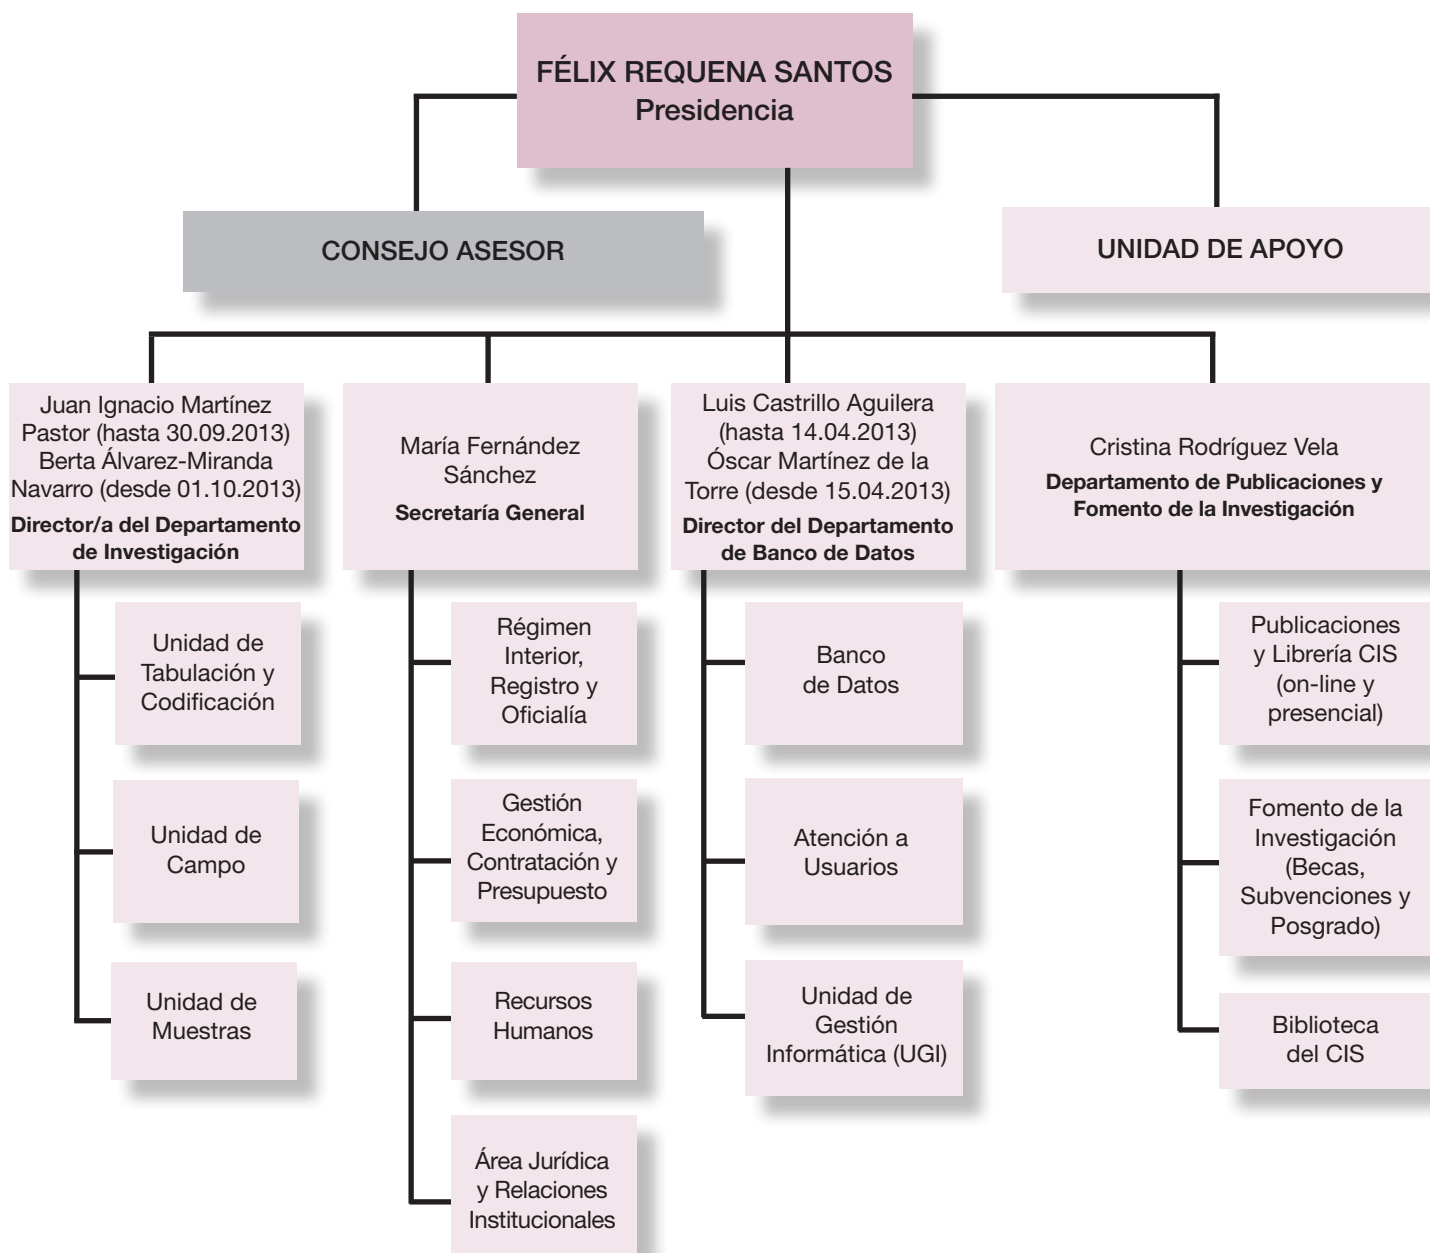 FÉLIX REQUENA SANTOS
Presidencia
CONSEJO ASESOR
UNIDAD DE APOYO
Juan Ignacio Martínez
Pastor (hasta 30.09.2013)
Berta Álvarez-Miranda
Navarro (desde 01.10.2013)
Director/a del Departamento
de Investigación
María Fernández
Sánchez
Secretaría General
Luis Castrillo Aguilera
(hasta 14.04.2013)
Óscar Martínez de la
Torre (desde 15.04.2013)
Director del Departamento
de Banco de Datos
Cristina Rodríguez Vela
Departamento de Publicaciones y
Fomento de la Investigación
Unidad de
Tabulación y
Codificación
Unidad de
Campo
Unidad de
Muestras
Régimen
Interior,
Registro y
Oficialía
Gestión
Económica,
Contratación y
Presupuesto
Recursos
Humanos
Área Jurídica
y Relaciones
Institucionales
Banco
de Datos
Atención a
Usuarios
Unidad de
Gestión
Informática (UGI)
Publicaciones
y Librería CIS
(on-line y
presencial)
Fomento de la
Investigación
(Becas,
Subvenciones y
Posgrado)
Biblioteca
del CIS